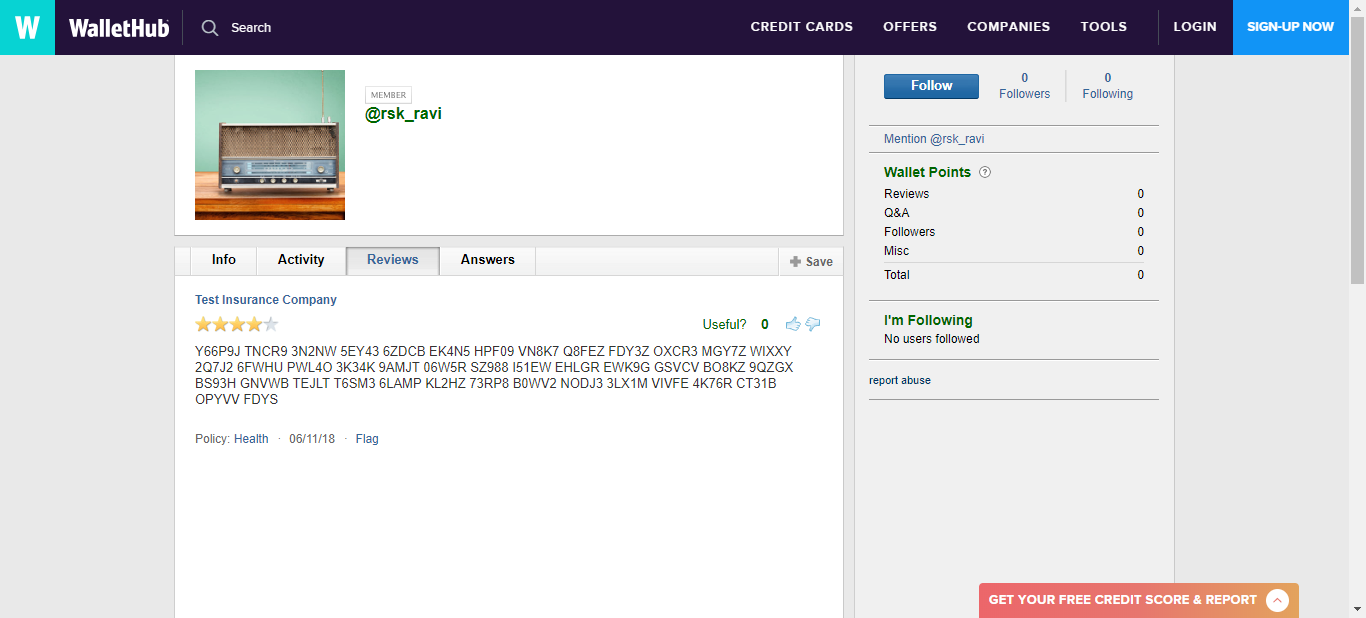 W WalletHub Search CREDIT CARDS OFFERS COMPANIES TOOLS LOGIN SIGN-UP NOW
MEMBER
@rsk_ravi
Follow
0 Followers
0 Following
Mention @rsk_ravi
Wallet Points ?
Reviews 0
Q&A 0
Followers 0
Misc 0
Total 0
I'm Following
No users followed
report abuse
Info Activity Reviews Answers Save
Test Insurance Company
Useful? 0
Y66P9J TNCR9 3N2NW 5EY43 6ZDCB EK4N5 HPF09 VN8K7 Q8FEZ FDY3Z OXCR3 MGY7Z WIXXY
2Q7J2 6FWHU PWL4O 3K34K 9AMJT 06W5R SZ988 I51EW EHLGR EWK9G GSVCV BO8KZ 9QZGX
BS93H GNVWB TEJLT T6SM3 6LAMP KL2HZ 73RP8 B0WV2 NODJ3 3LX1M VIVFE 4K76R CT31B
OPYVV FDYS
Policy: Health · 06/11/18 · Flag
GET YOUR FREE CREDIT SCORE & REPORT